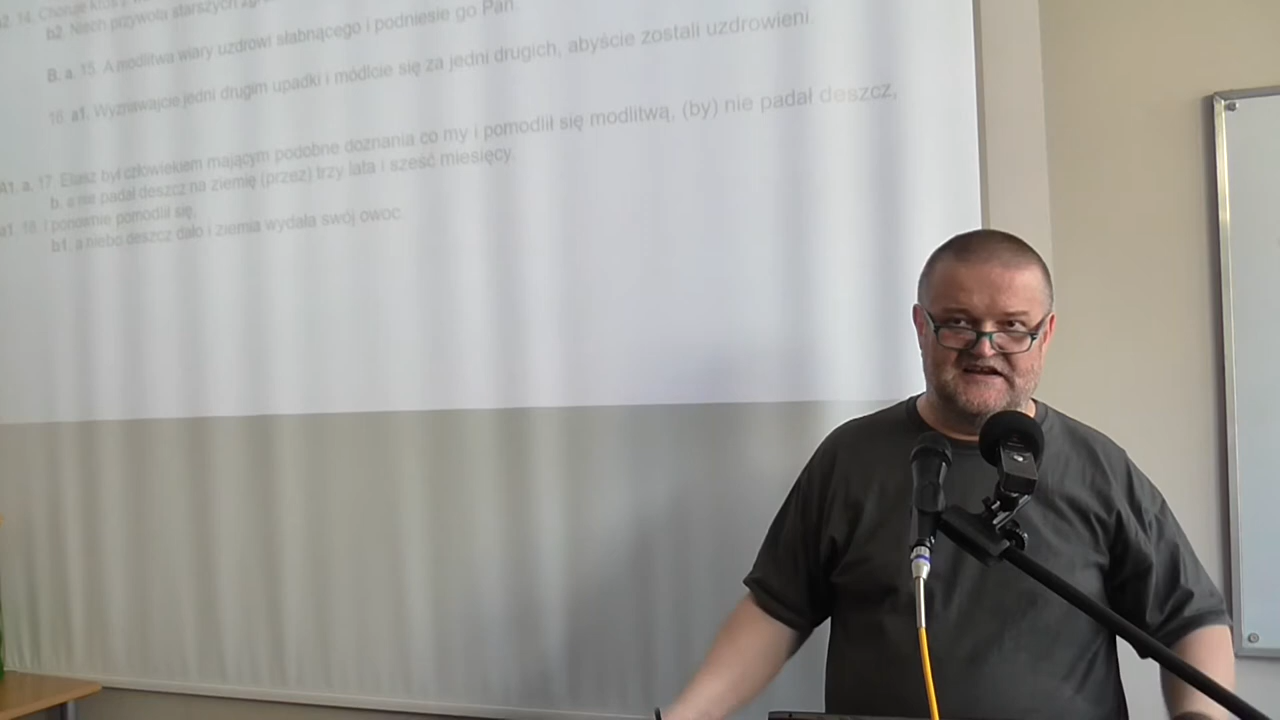 14. Choruje ktoś
b2. Niech przywoła starszych
B. a. 15. A modlitwa wiary uzdrowi słabnącego i podniesie go Pan.
16. a1. Wyznawajcie jedni drugim upadki i módlcie się za jedni drugich, abyście zostali uzdrowieni.
A1. a. 17. Eliasz był człowiekiem mającym podobne doznania co my i pomodlił się modlitwą, (by) nie padał deszcz,
b. a nie padał deszcz na ziemię (przez) trzy lata i sześć miesięcy.
a1. 18. i ponownie pomodlił się,
b1. a niebo deszcz dało i ziemia wydała swój owoc.